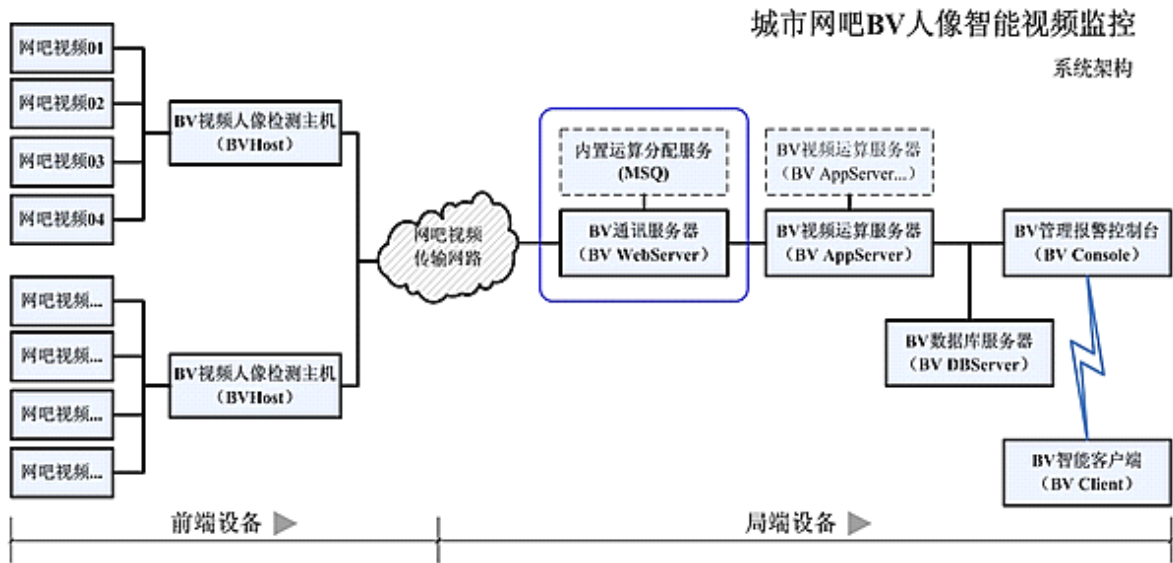 城市网吧BV人像智能视频监控
系统架构
网吧视频01
网吧视频02
网吧视频03
网吧视频04
BV视频人像检测主机
（BVHost）
网吧视频...
网吧视频...
网吧视频...
网吧视频...
BV视频人像检测主机
（BVHost）
网吧视频
传输网路
内置运算分配服务
(MSQ)
BV通讯服务器
（BV WebServer）
BV视频运算服务器
（BV AppServer...）
BV视频运算服务器
（BV AppServer）
BV管理报警控制台
（BV Console）
BV数据库服务器
（BV DBServer）
BV智能客户端
（BV Client）
前端设备
局端设备